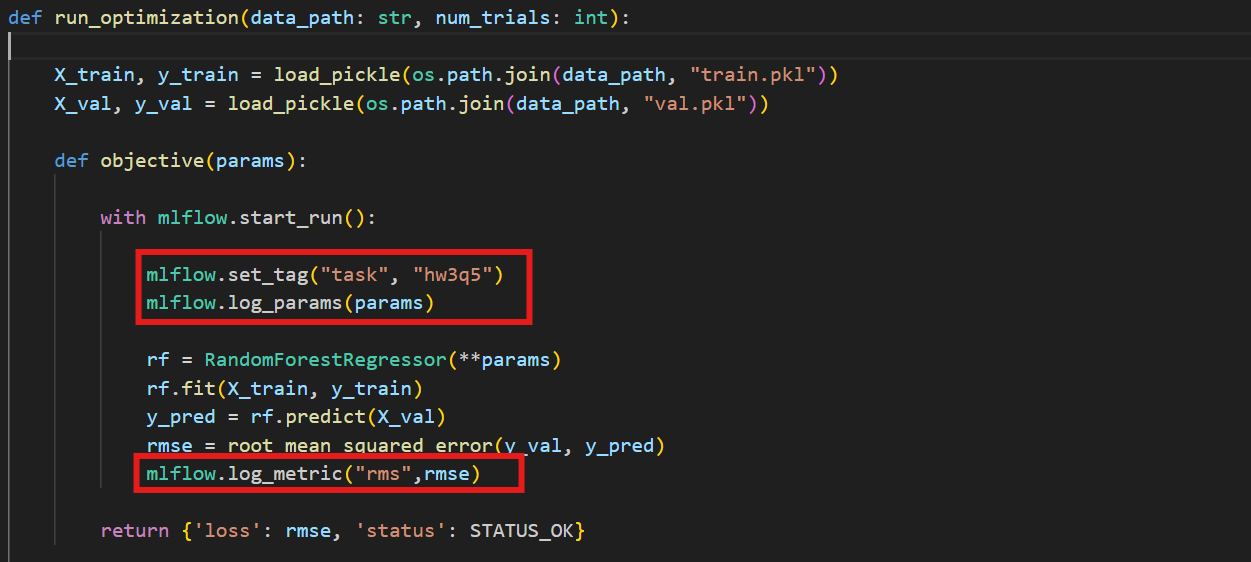 def run_optimization(data_path: str, num_trials: int):
X_train, y_train = load_pickle(os.path.join(data_path, "train.pkl"))
X_val, y_val = load_pickle(os.path.join(data_path, "val.pkl"))
def objective(params):
with mlflow.start_run():
mlflow.set_tag("task", "hw3q5")
mlflow.log_params(params)
rf = RandomForestRegressor(**params)
rf.fit(X_train, y_train)
y_pred = rf.predict(X_val)
rmse = root_mean_squared_error(y_val, y_pred)
mlflow.log_metric("rms",rmse)
return {'loss': rmse, 'status': STATUS_OK}